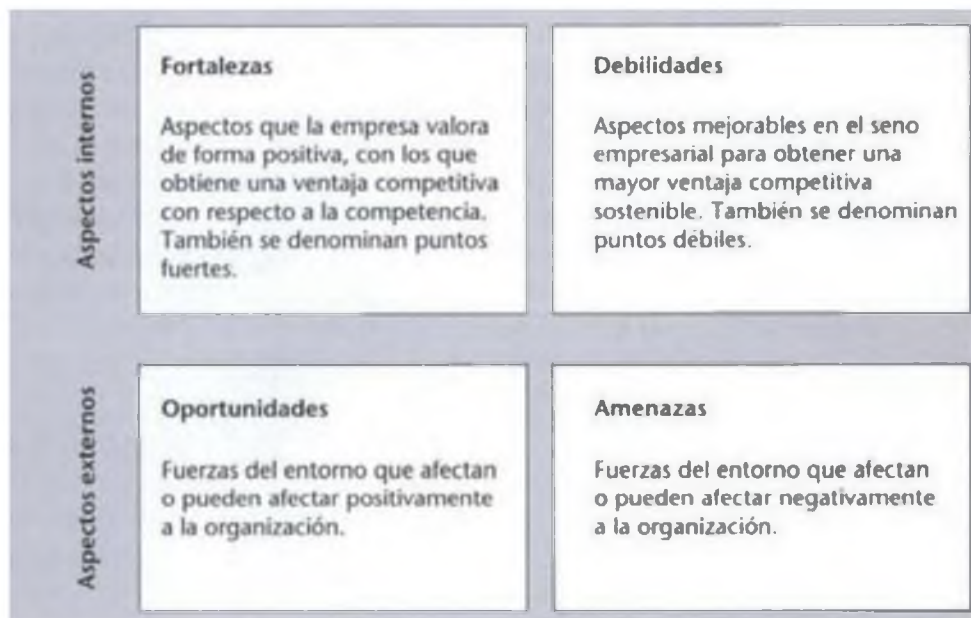 Aspectos internos
Fortalezas
Aspectos que la empresa valora
de forma positiva, con los que
obtiene una ventaja competitiva
con respecto a la competencia.
También se denominan puntos
fuertes.
Debilidades
Aspectos mejorables en el seno
empresarial para obtener una
mayor ventaja competitiva
sostenible. También se denominan
puntos débiles.
Aspectos externos
Oportunidades
Fuerzas del entorno que afectan
o pueden afectar positivamente
a la organización.
Amenazas
Fuerzas del entorno que afectan
o pueden afectar negativamente
a la organización.